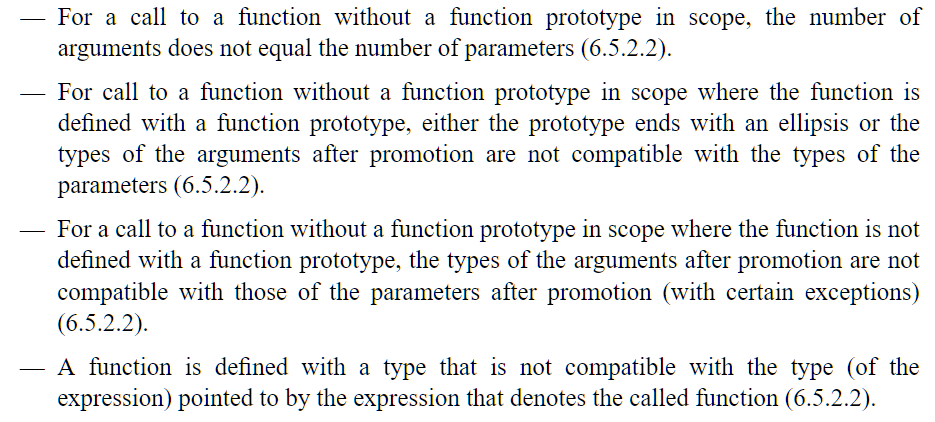 — For a call to a function without a function prototype in scope, the number of
arguments does not equal the number of parameters (6.5.2.2).
— For call to a function without a function prototype in scope where the function is
defined with a function prototype, either the prototype ends with an ellipsis or the
types of the arguments after promotion are not compatible with the types of the
parameters (6.5.2.2).
— For a call to a function without a function prototype in scope where the function is not
defined with a function prototype, the types of the arguments after promotion are not
compatible with those of the parameters after promotion (with certain exceptions)
(6.5.2.2).
— A function is defined with a type that is not compatible with the type (of the
expression) pointed to by the expression that denotes the called function (6.5.2.2).